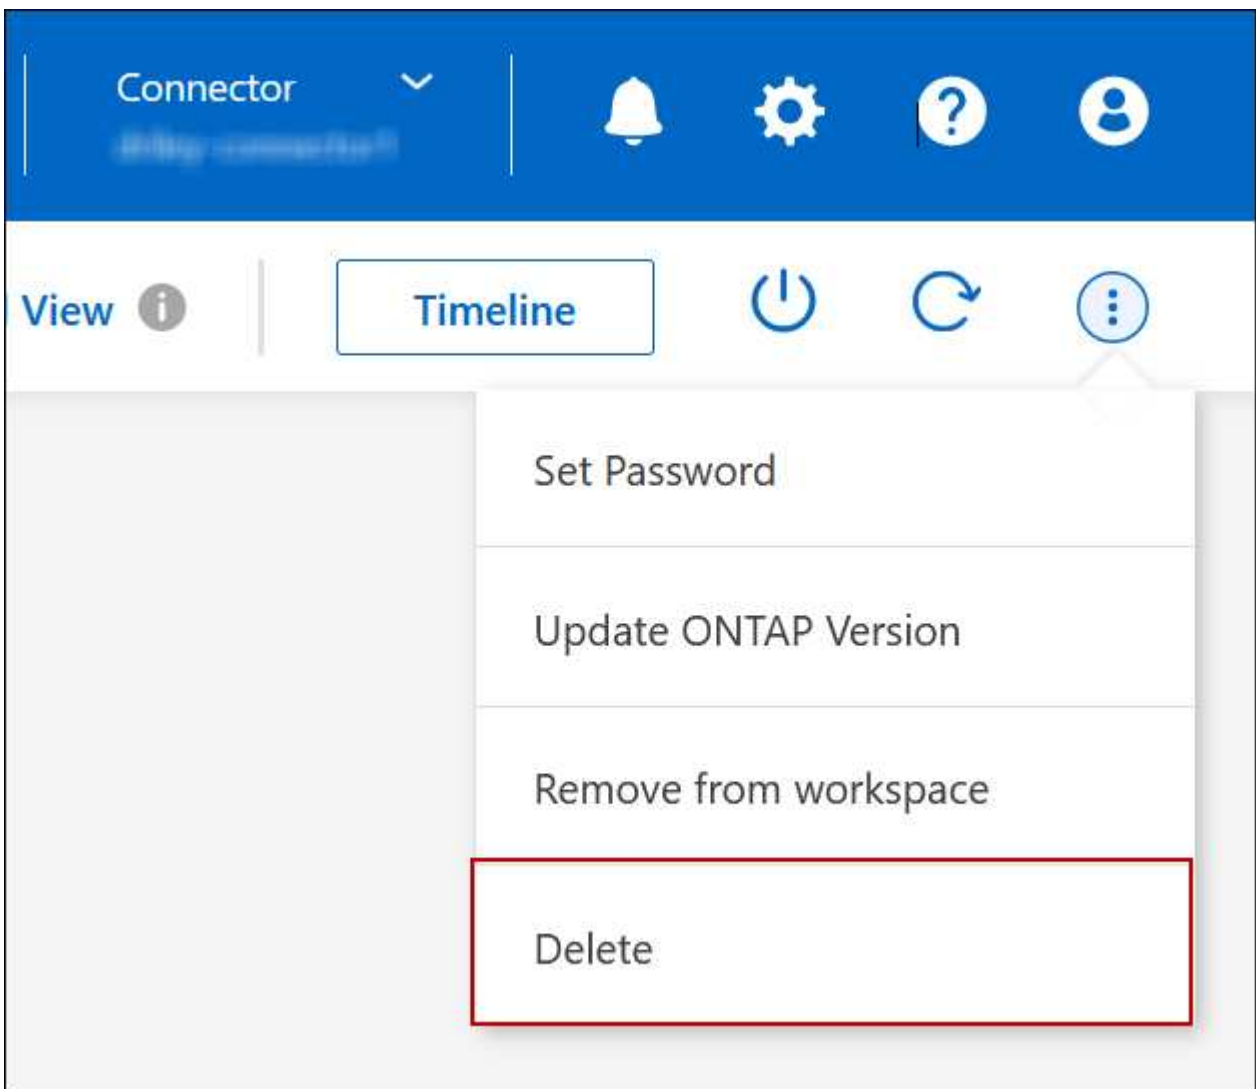 Connector
View
Timeline
Set Password
Update ONTAP Version
Remove from workspace
Delete